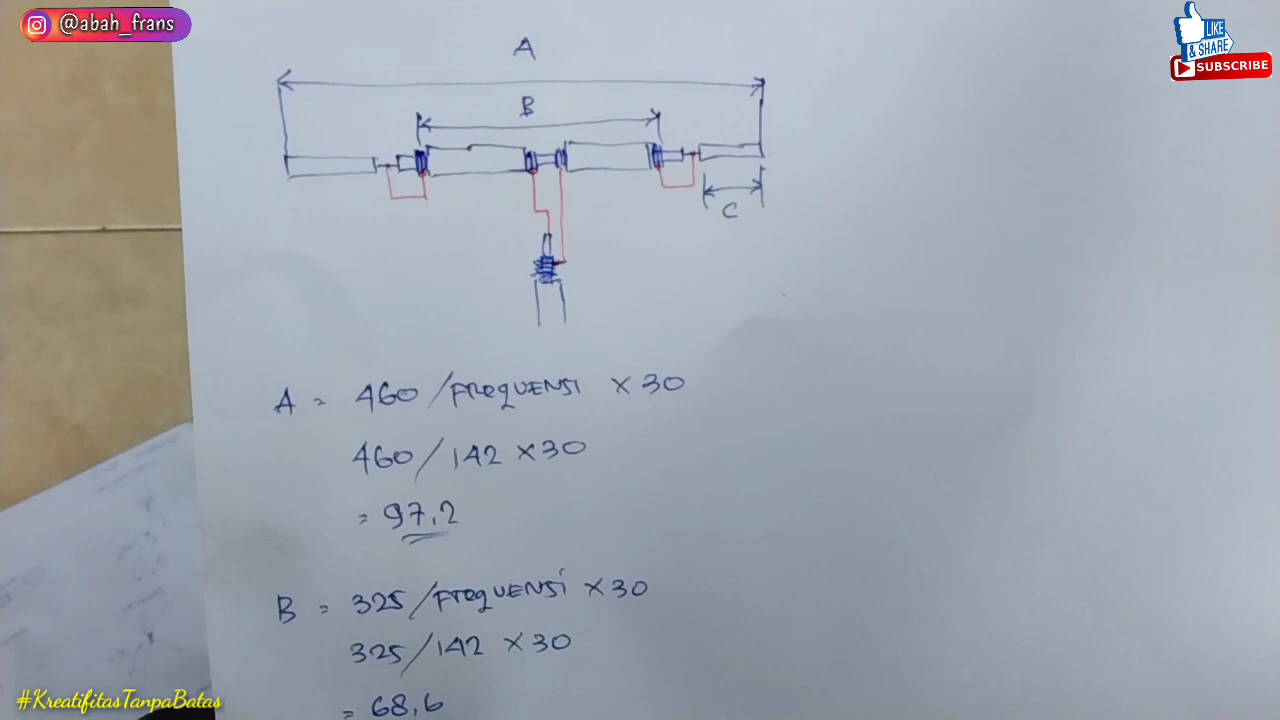 @abah_frans
LIKE
& SHARE
SUBSCRIBE
A
B
C
A = 460 / FREQUENSI × 30
460 / 142 × 30
= 97,2
B = 325 / FREQUENSI × 30
325 / 142 × 30
= 68,6
#KreatifitasTanpaBatas